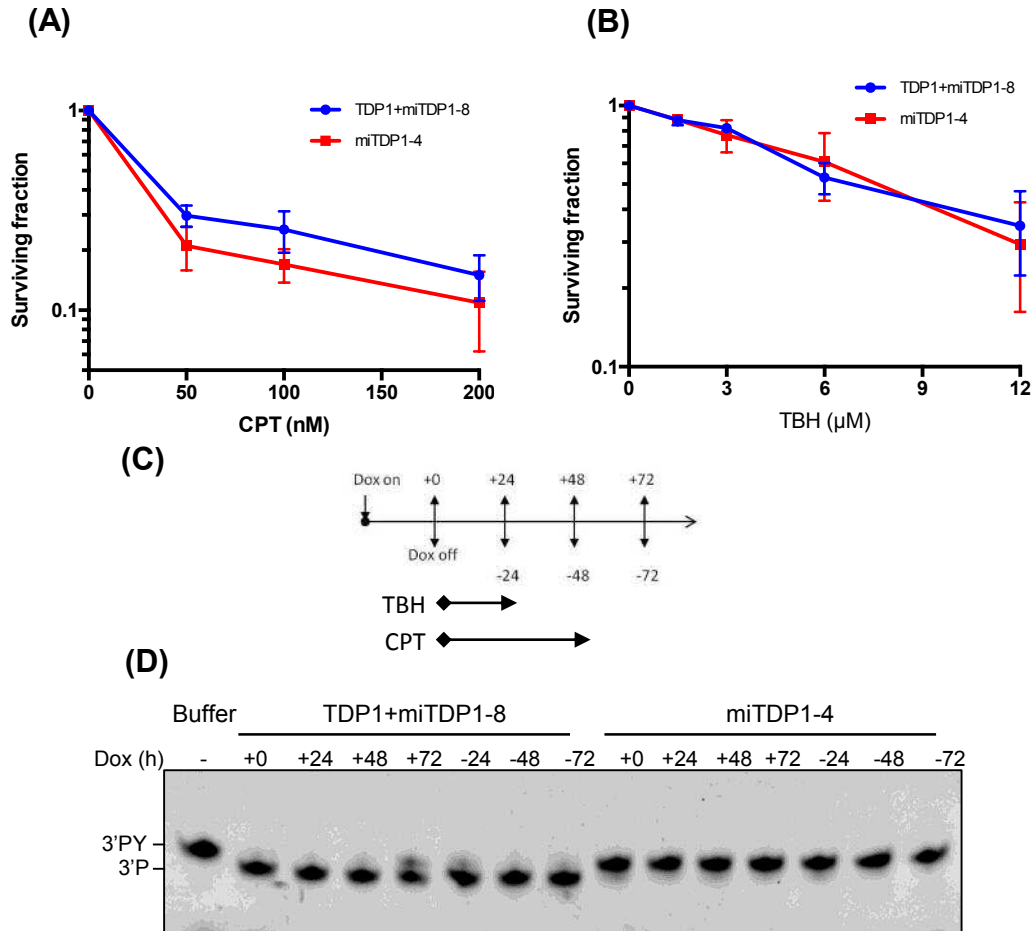 (A)
TDP1+miTDP1-8
miTDP1-4
1
0.1
Surviving fraction
0 50 100 150 200
CPT (nM)
(B)
TDP1+miTDP1-8
miTDP1-4
1
0.1
Surviving fraction
0 3 6 9 12
TBH (µM)
(C)
Dox on +0 +24 +48 +72
Dox off
-24 -48 -72
TBH
CPT
(D)
Buffer TDP1+miTDP1-8 miTDP1-4
Dox (h) - +0 +24 +48 +72 -24 -48 -72 +0 +24 +48 +72 -24 -48 -72
3'PY
3'P